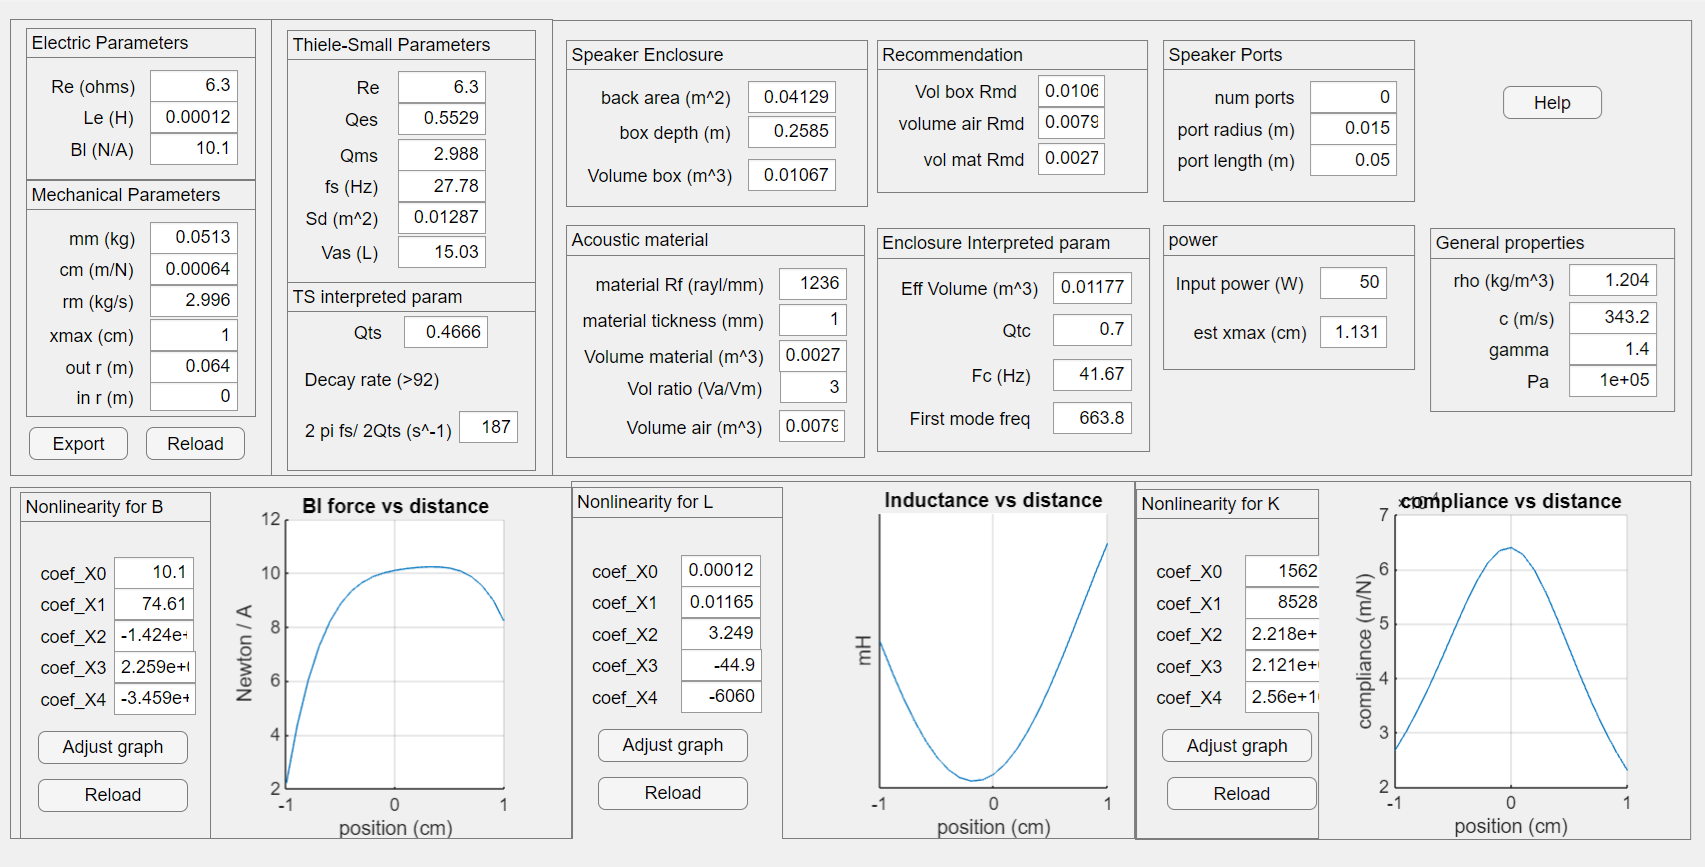 Electric Parameters
Re (ohms) 6.3
Le (H) 0.00012
Bl (N/A) 10.1
Mechanical Parameters
mm (kg) 0.0513
cm (m/N) 0.00064
rm (kg/s) 2.996
xmax (cm) 1
out r (m) 0.064
in r (m) 0
Export Reload
Thiele-Small Parameters
Re 6.3
Qes 0.5529
Qms 2.988
fs (Hz) 27.78
Sd (m^2) 0.01287
Vas (L) 15.03
TS interpreted param
Qts 0.4666
Decay rate (>92)
2 pi fs/ 2Qts (s^-1) 187
Speaker Enclosure
back area (m^2) 0.04129
box depth (m) 0.2585
Volume box (m^3) 0.01067
Recommendation
Vol box Rmd 0.0106
volume air Rmd 0.0079
vol mat Rmd 0.0027
Speaker Ports
num ports 0
port radius (m) 0.015
port length (m) 0.05
Help
Acoustic material
material Rf (rayl/mm) 1236
material tickness (mm) 1
Volume material (m^3) 0.0027
Vol ratio (Va/Vm) 3
Volume air (m^3) 0.0079
Enclosure Interpreted param
Eff Volume (m^3) 0.01177
Qtc 0.7
Fc (Hz) 41.67
First mode freq 663.8
power
Input power (W) 50
est xmax (cm) 1.131
General properties
rho (kg/m^3) 1.204
c (m/s) 343.2
gamma 1.4
Pa 1e+05
Nonlinearity for B
coef_X0 10.1
coef_X1 74.61
coef_X2 -1.424e+
coef_X3 2.259e+
coef_X4 -3.459e+
Adjust graph
Reload
Bl force vs distance
Newton / A
12
10
8
6
4
2
-1 0 1
position (cm)
Nonlinearity for L
coef_X0 0.00012
coef_X1 0.01165
coef_X2 3.249
coef_X3 -44.9
coef_X4 -6060
Adjust graph
Reload
Inductance vs distance
mH
-1 0 1
position (cm)
Nonlinearity for K
coef_X0 1562
coef_X1 8528
coef_X2 2.218e+
coef_X3 2.121e+
coef_X4 2.56e+1
Adjust graph
Reload
compliance vs distance
compliance (m/N)
7
6
5
4
3
2
-1 0 1
position (cm)